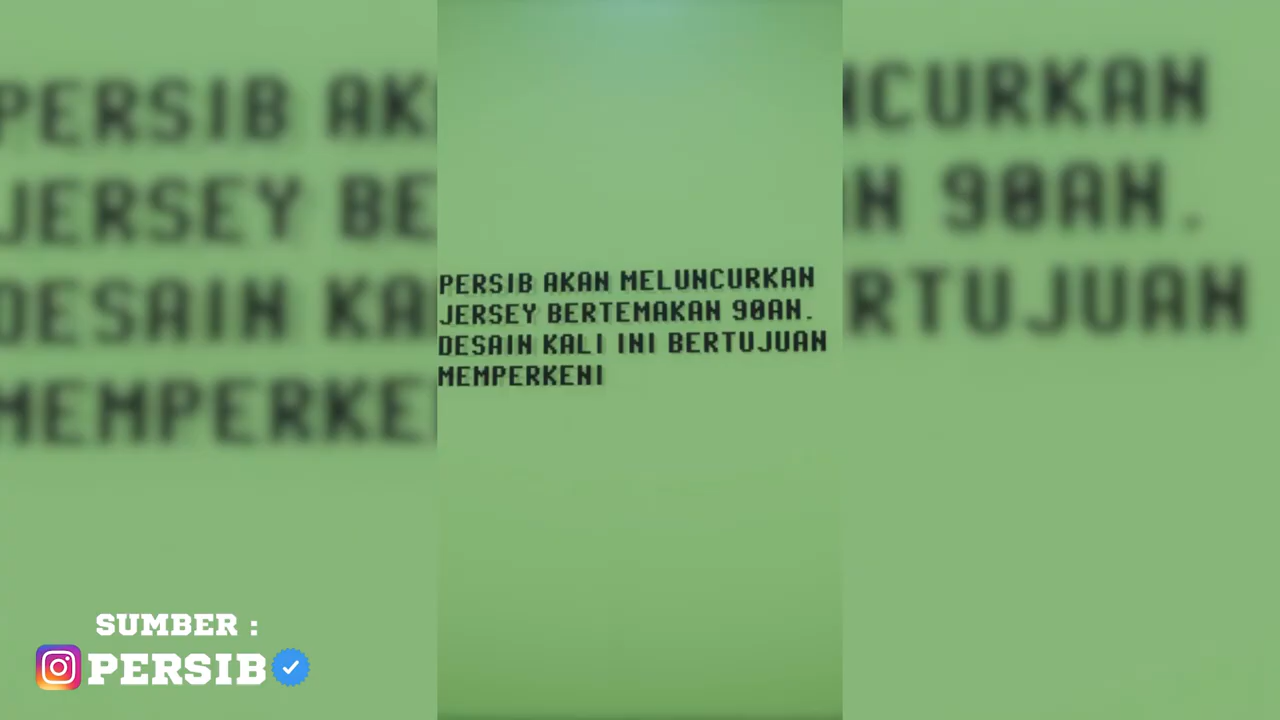 PERSIB AKAN MELUNCURKAN
JERSEY BERTEMAKAN 90AN.
DESAIN KALI INI BERTUJUAN
MEMPERKENI
SUMBER :
PERSIB